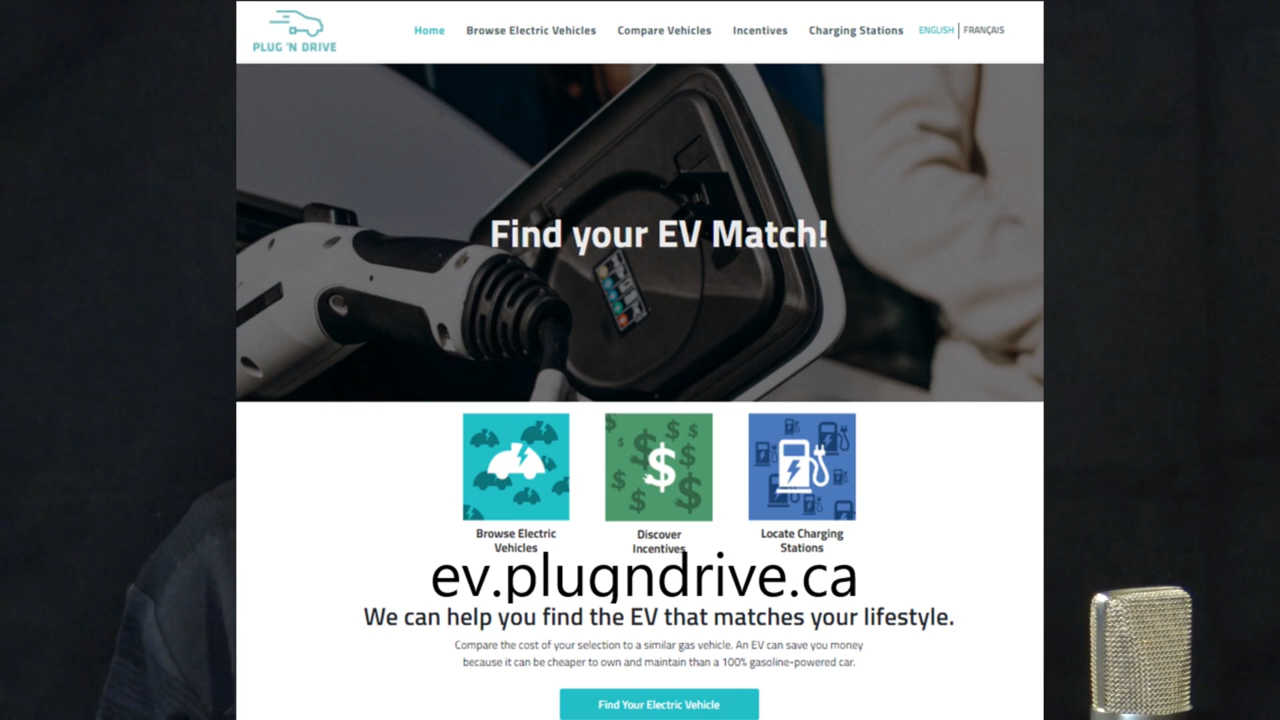 PLUG 'N DRIVE
Home Browse Electric Vehicles Compare Vehicles Incentives Charging Stations ENGLISH | FRANÇAIS
Find your EV Match!
Browse Electric
Vehicles
Discover
Incentives
Locate Charging
Stations
ev.plugndrive.ca
We can help you find the EV that matches your lifestyle.
Compare the cost of your selection to a similar gas vehicle. An EV can save you money
because it can be cheaper to own and maintain than a 100% gasoline-powered car.
Find Your Electric Vehicle